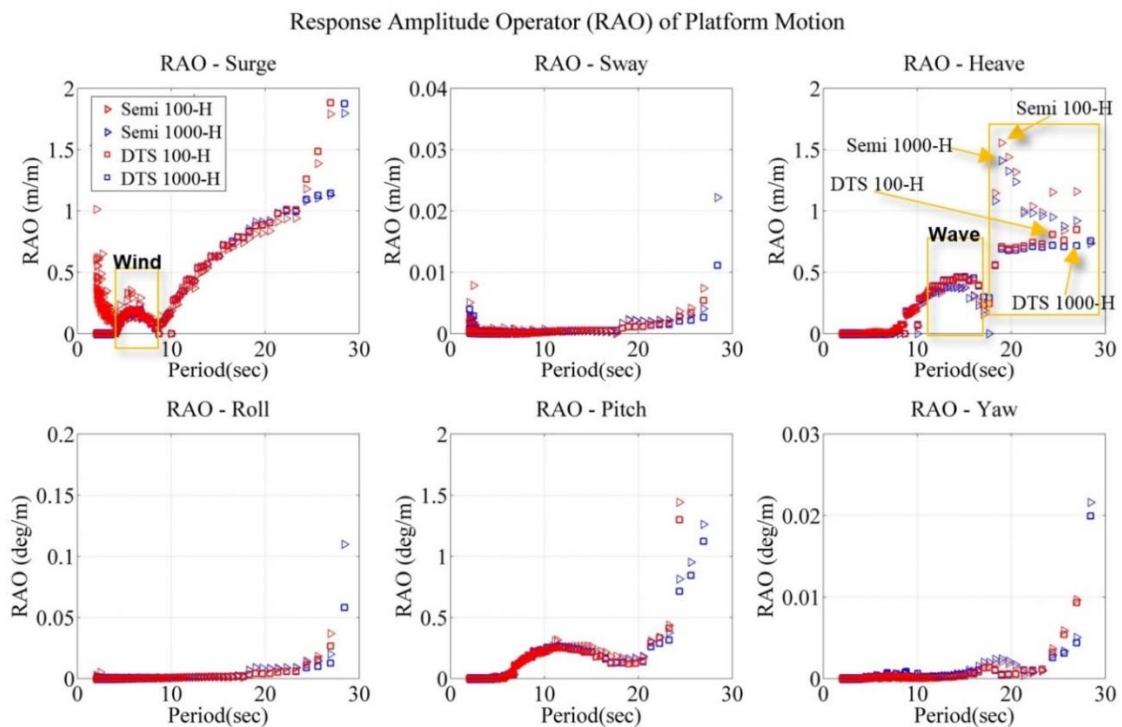 Response Amplitude Operator (RAO) of Platform Motion
RAO - Surge
RAO (m/m)
2
1.5
1
0.5
0
Semi 100-H
Semi 1000-H
DTS 100-H
DTS 1000-H
Wind
0 10 20 30
Period(sec)
RAO - Sway
RAO (m/m)
0.04
0.03
0.02
0.01
0
0 10 20 30
Period(sec)
RAO - Heave
RAO (m/m)
2
1.5
1
0.5
0
Semi 100-H
Semi 1000-H
DTS 100-H
Wave
DTS 1000-H
0 10 20 30
Period(sec)
RAO - Roll
RAO (deg/m)
0.2
0.15
0.1
0.05
0
0 10 20 30
Period(sec)
RAO - Pitch
RAO (deg/m)
2
1.5
1
0.5
0
0 10 20 30
Period(sec)
RAO - Yaw
RAO (deg/m)
0.03
0.02
0.01
0
0 10 20 30
Period(sec)